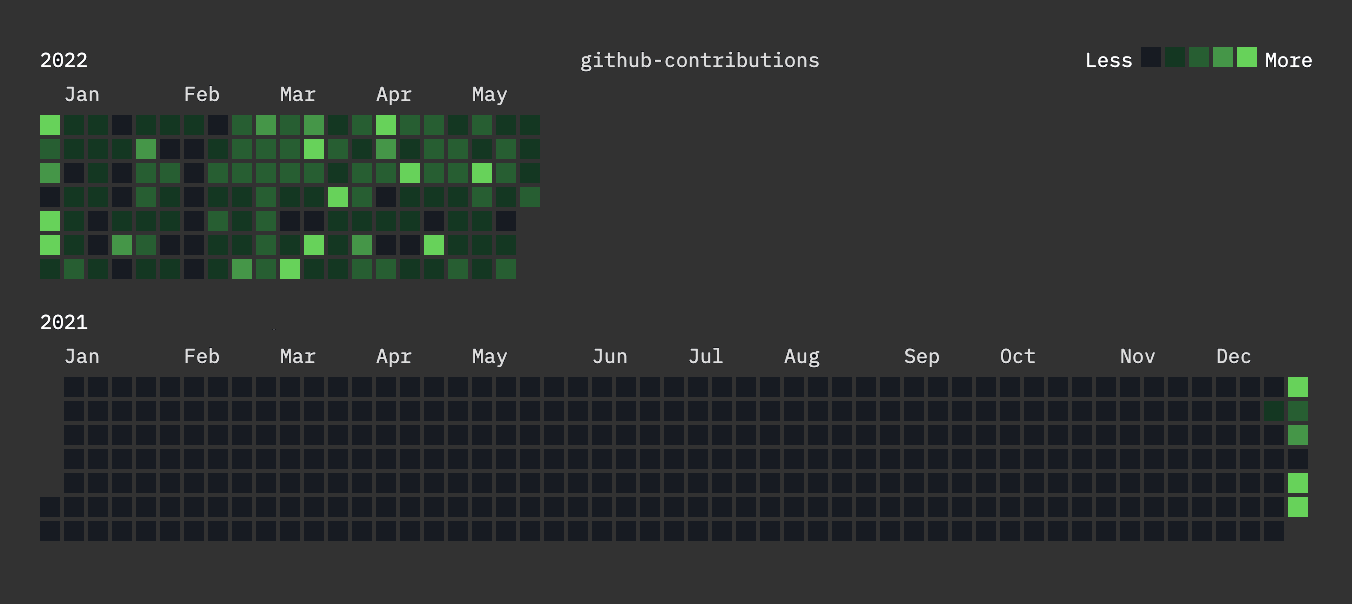 2022 github-contributions Less More
Jan Feb Mar Apr May
2021
Jan Feb Mar Apr May Jun Jul Aug Sep Oct Nov Dec